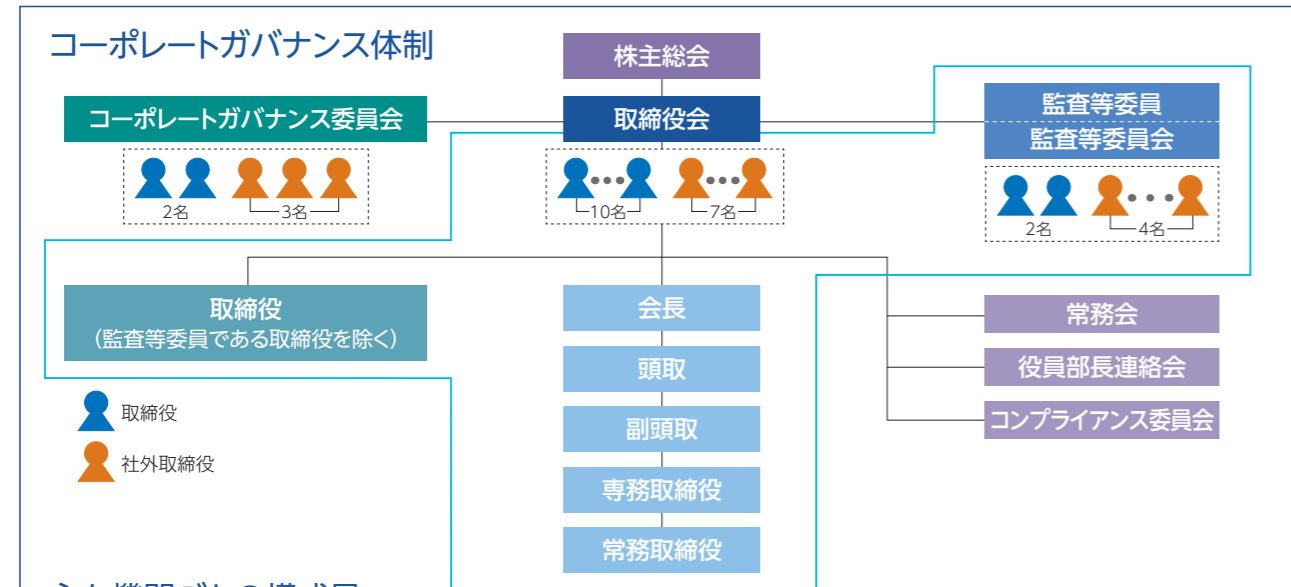 コーポレートガバナンス体制
株主総会
コーポレートガバナンス委員会
取締役会
監査等委員
監査等委員会
2名
3名
10名
7名
2名
4名
取締役
（監査等委員である取締役を除く）
会長
頭取
副頭取
専務取締役
常務取締役
常務会
役員部長連絡会
コンプライアンス委員会
取締役
社外取締役